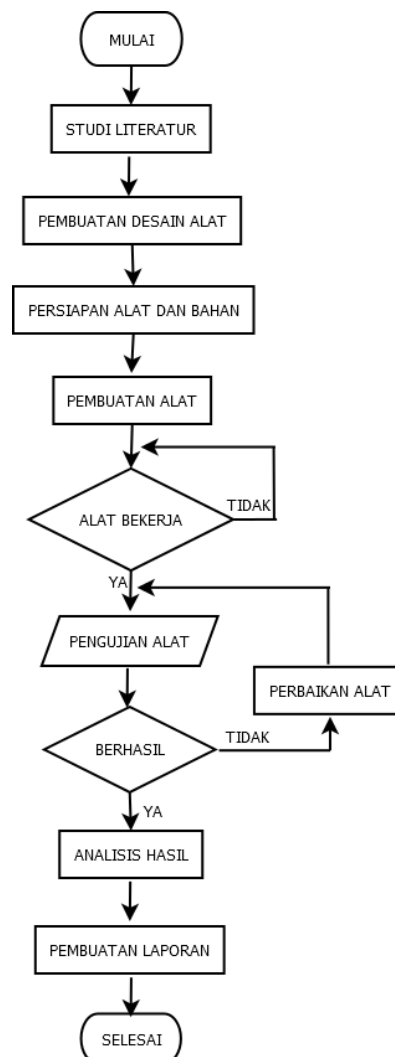 MULAI
STUDI LITERATUR
PEMBUATAN DESAIN ALAT
PERSIAPAN ALAT DAN BAHAN
PEMBUATAN ALAT
ALAT BEKERJA
TIDAK
YA
PENGUJIAN ALAT
PERBAIKAN ALAT
BERHASIL
TIDAK
YA
ANALISIS HASIL
PEMBUATAN LAPORAN
SELESAI